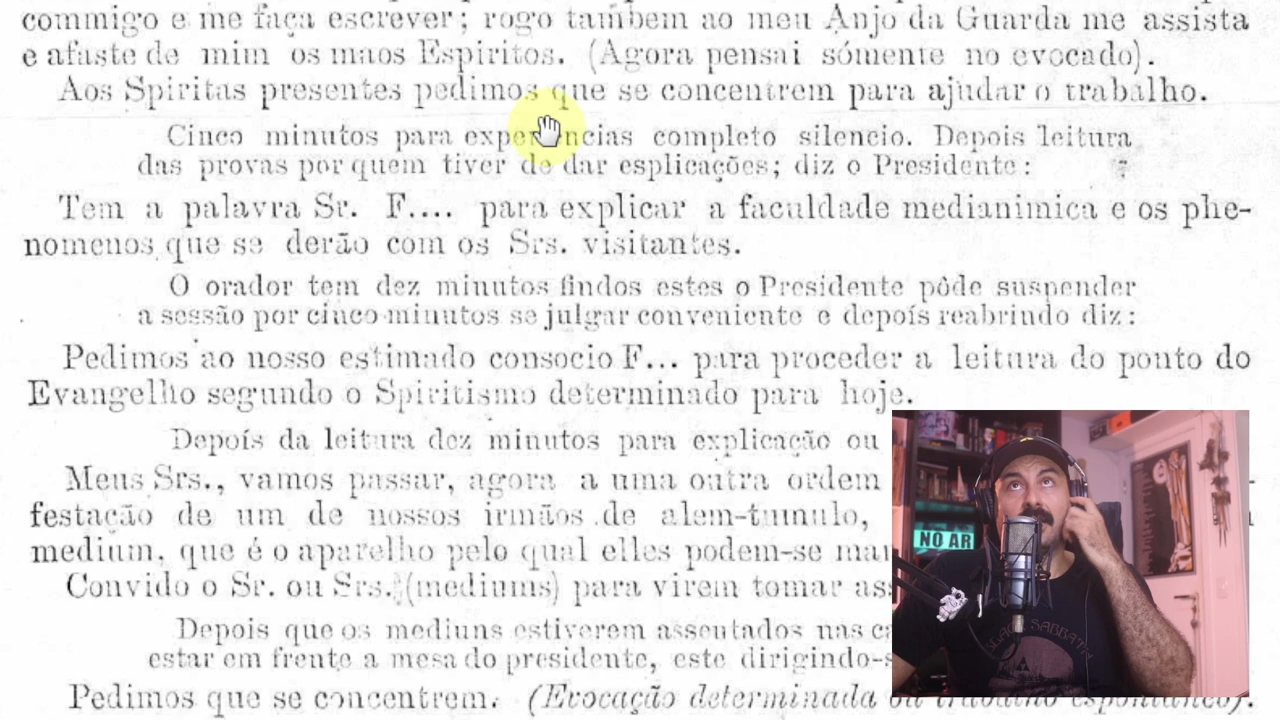 commigo e me faça escrever; rogo tambem ao meu Anjo da Guarda me assista
e afaste de mim os maos Espiritos. (Agora pensai sómente no evocado).
Aos Spiritas presentes pedimos que se concentrem para ajudar o trabalho.
Cinco minutos para experiencias completo silencio. Depois leitura
das provas por quem tiver de dar esplicações; diz o Presidente:
Tem a palavra Sr. F.... para explicar a faculdade medianimica e os phe-
nomenos que se derão com os Srs. visitantes.
O orador tem dez minutos findos estes o Presidente pôde suspender
a sessão por cinco minutos se julgar conveniente e depois reabrindo diz:
Pedimos ao nosso estimado consocio F... para proceder a leitura do ponto do
Evangelho segundo o Spiritismo determinado para hoje.
Depois da leitura dez minutos para explicação ou
Meus Srs., vamos passar, agora a uma outra ordem
festação de um de nossos irmãos de alem-tumulo,
medium, que é o aparelho pelo qual elles podem-se
Convido o Sr. ou Srs. (mediums) para virem tomar
Depois que os mediuns estiverem assentados nas
estar em frente a mesa do presidente, este
Pedimos que se concentrem. (Evocação determinada ou trabalho espontaneo).
NO AR
BLACK SABBATH